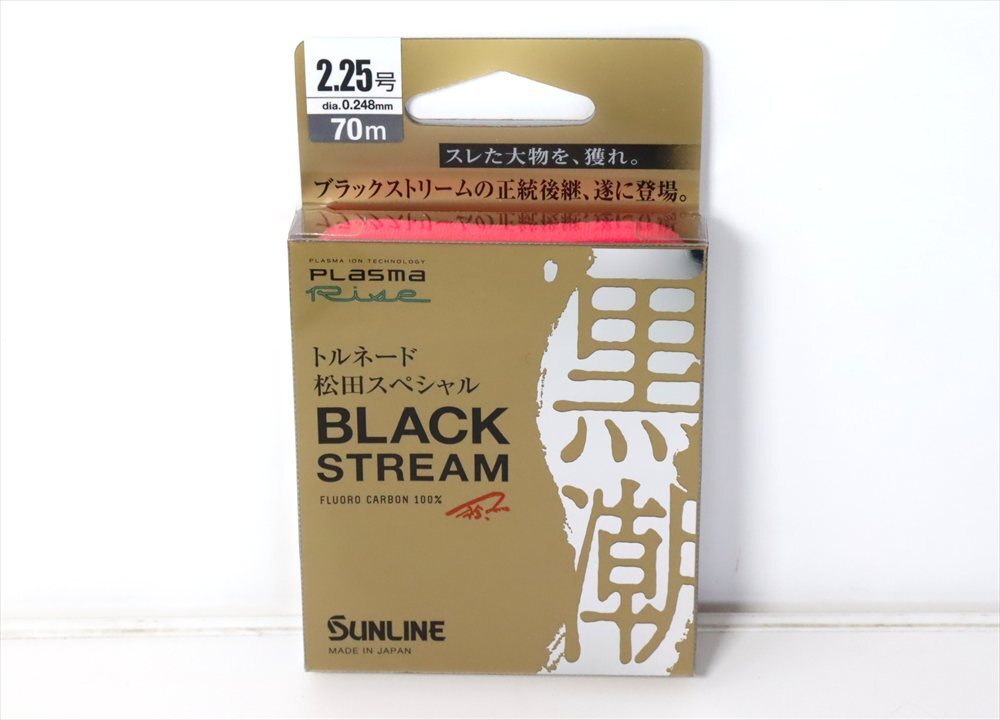 2.25号
dia.0.248mm
70m
スレた大物を、獲れ。
ブラックストリームの正統後継、遂に登場。
PLASMA ION TECHNOLOGY
PLasma
Rise
トルネード
松田スペシャル
BLACK
STREAM
FLUORO CARBON 100%
黒潮
SUNLINE
MADE IN JAPAN